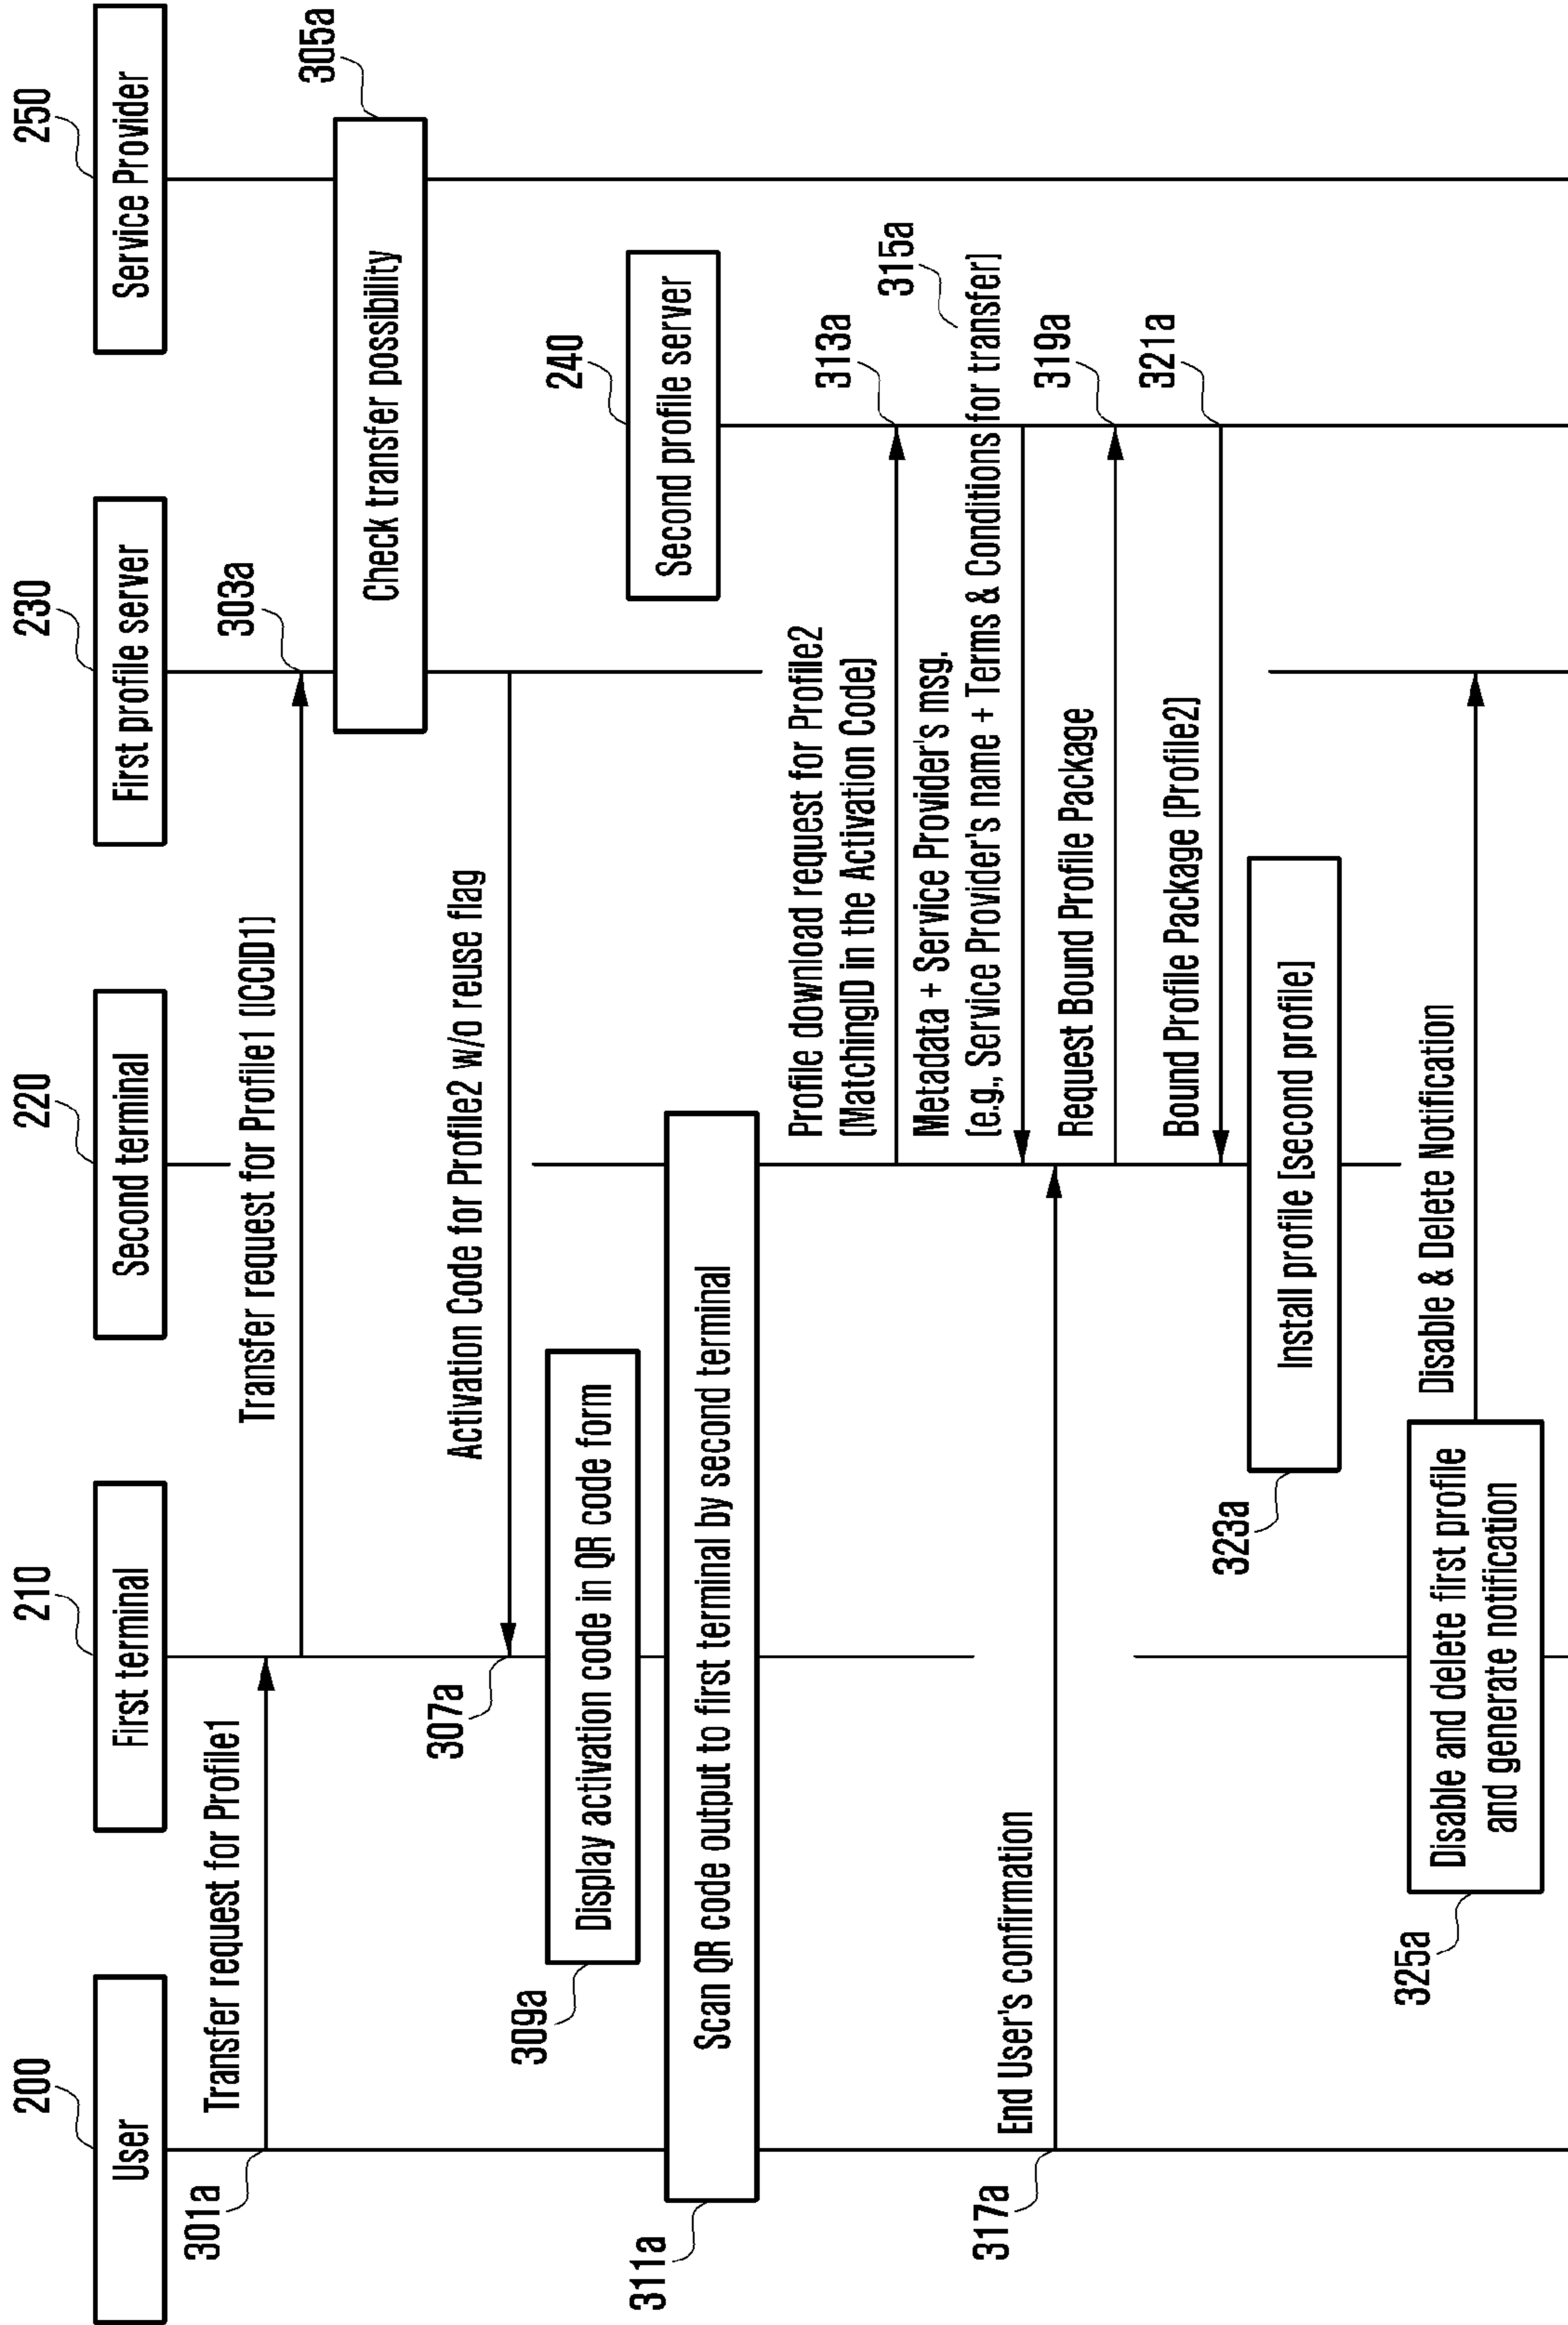 200
User
210
First terminal
220
Second terminal
230
First profile server
250
Service Provider
301a
Transfer request for Profile1
Transfer request for Profile1 (ICCID1)
303a
Check transfer possibility
305a
307a
Activation Code for Profile2 w/o reuse flag
309a
Display activation code in QR code form
240
Second profile server
311a
Scan QR code output to first terminal by second terminal
Profile download request for Profile2
(MatchingID in the Activation Code)
313a
Metadata + Service Provider's msg.
(e.g., Service Provider's name + Terms & Conditions for transfer)
315a
317a
End User's confirmation
Request Bound Profile Package
319a
Bound Profile Package (Profile2)
321a
323a
Install profile (second profile)
325a
Disable and delete first profile
and generate notification
Disable & Delete Notification